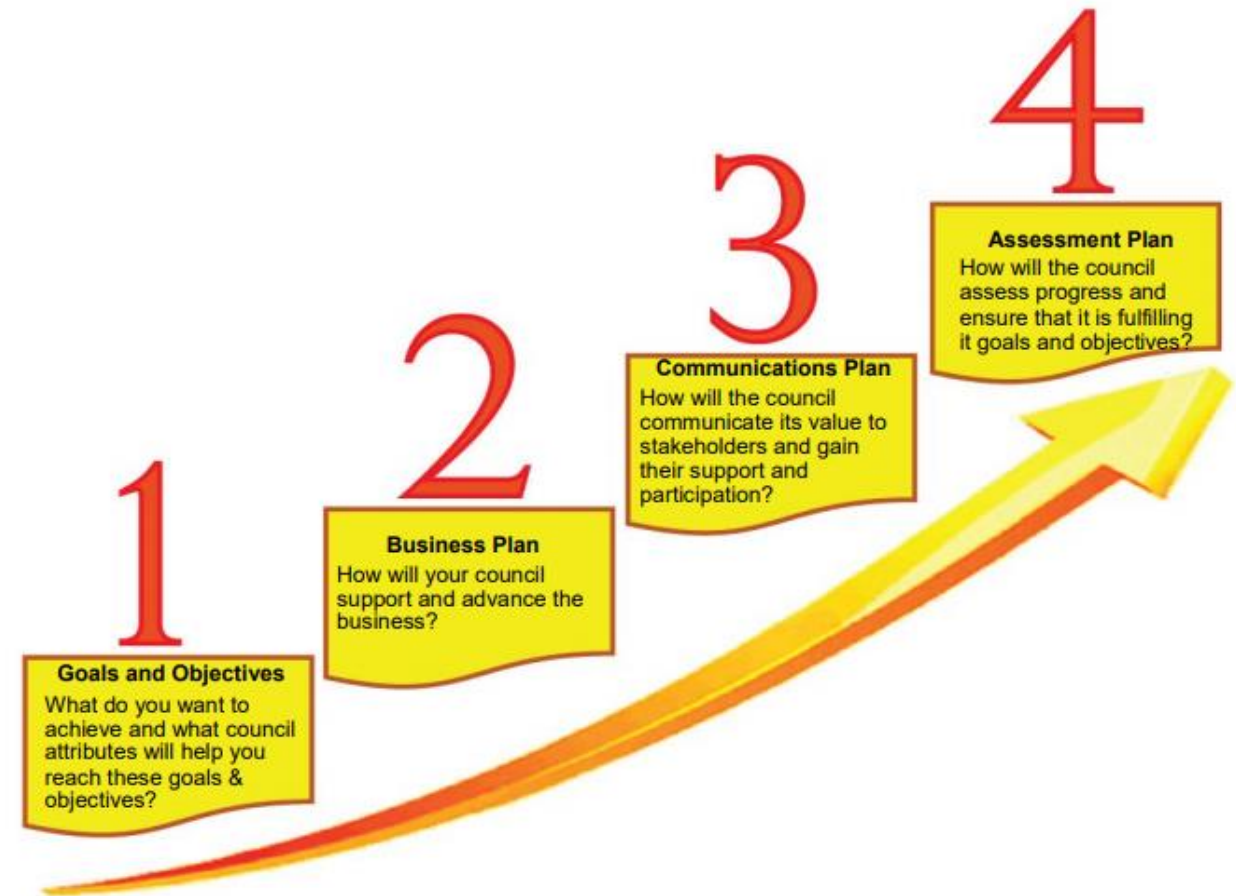 1
Goals and Objectives
What do you want to
achieve and what council
attributes will help you
reach these goals &
objectives?
2
Business Plan
How will your council
support and advance the
business?
3
Communications Plan
How will the council
communicate its value to
stakeholders and gain
their support and
participation?
4
Assessment Plan
How will the council
assess progress and
ensure that it is fulfilling
it goals and objectives?